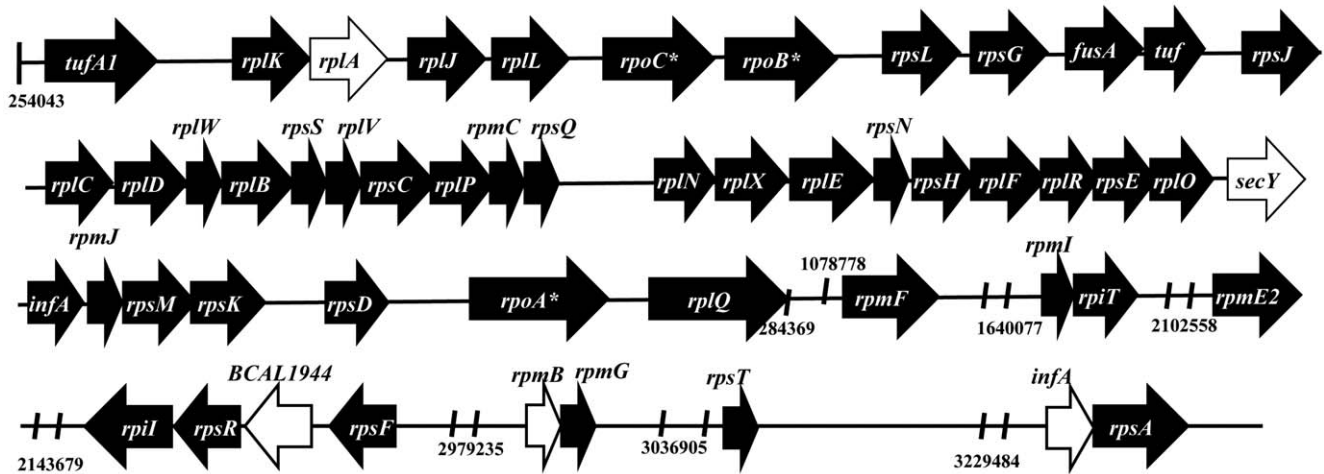 tufA1 rplK rplA rplJ rplL rpoC* rpoB* rpsL rpsG fusA tuf rpsJ
254043
rplW rpsS rplV rpmC rpsQ rpsN
rplC rplD rplB rpsC rplP rplN rplX rplE rpsH rplF rplR rpsE rplO secY
rpmJ rpmI
1078778
infA rpsM rpsK rpsD rpoA* rplQ rpmF rpiT rpmE2
284369 1640077 2102558
BCAL1944 rpmB rpmG rpsT infA
rpiI rpsR rpsF rpsA
2143679 2979235 3036905 3229484